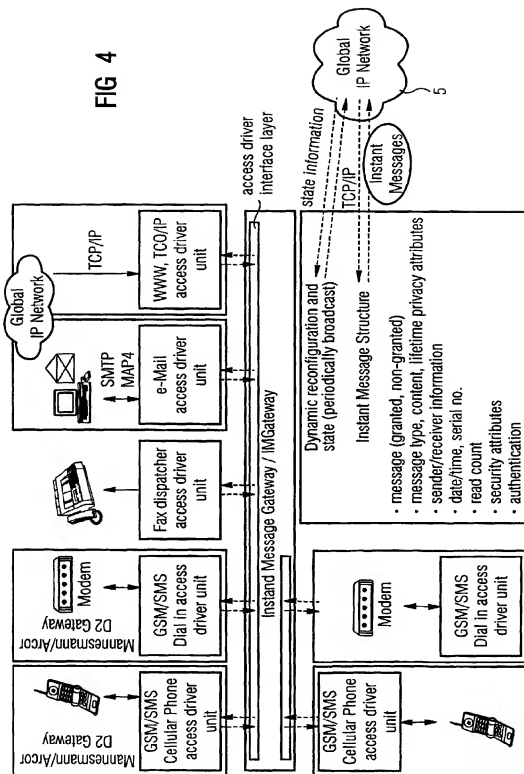 FIG 4
Mannesmann/Arcor
D2 Gateway
GSM/SMS
Cellular Phone
access driver
unit
Mannesmann/Arcor
D2 Gateway
Modem
GSM/SMS
Dial in access
driver unit
Fax dispatcher
access driver
unit
SMTP
MAP4
e-Mail
access driver
unit
Global
IP Network
TCP/IP
WWW, TCO/IP
access driver
unit
access driver
interface layer
Instand Message Gateway / IMGateway
GSM/SMS
Cellular Phone
access driver
unit
Modem
GSM/SMS
Dial in access
driver unit
Dynamic reconfiguration and
state (periodically broadcast)
Instant Message Structure
• message (granted, non-granted)
• message type, content, lifetime privacy attributes
• sender/receiver information
• date/time, serial no.
• read count
• security attributes
• authentication
state information
TCP/IP
Instant
Messages
Global
IP Network
5